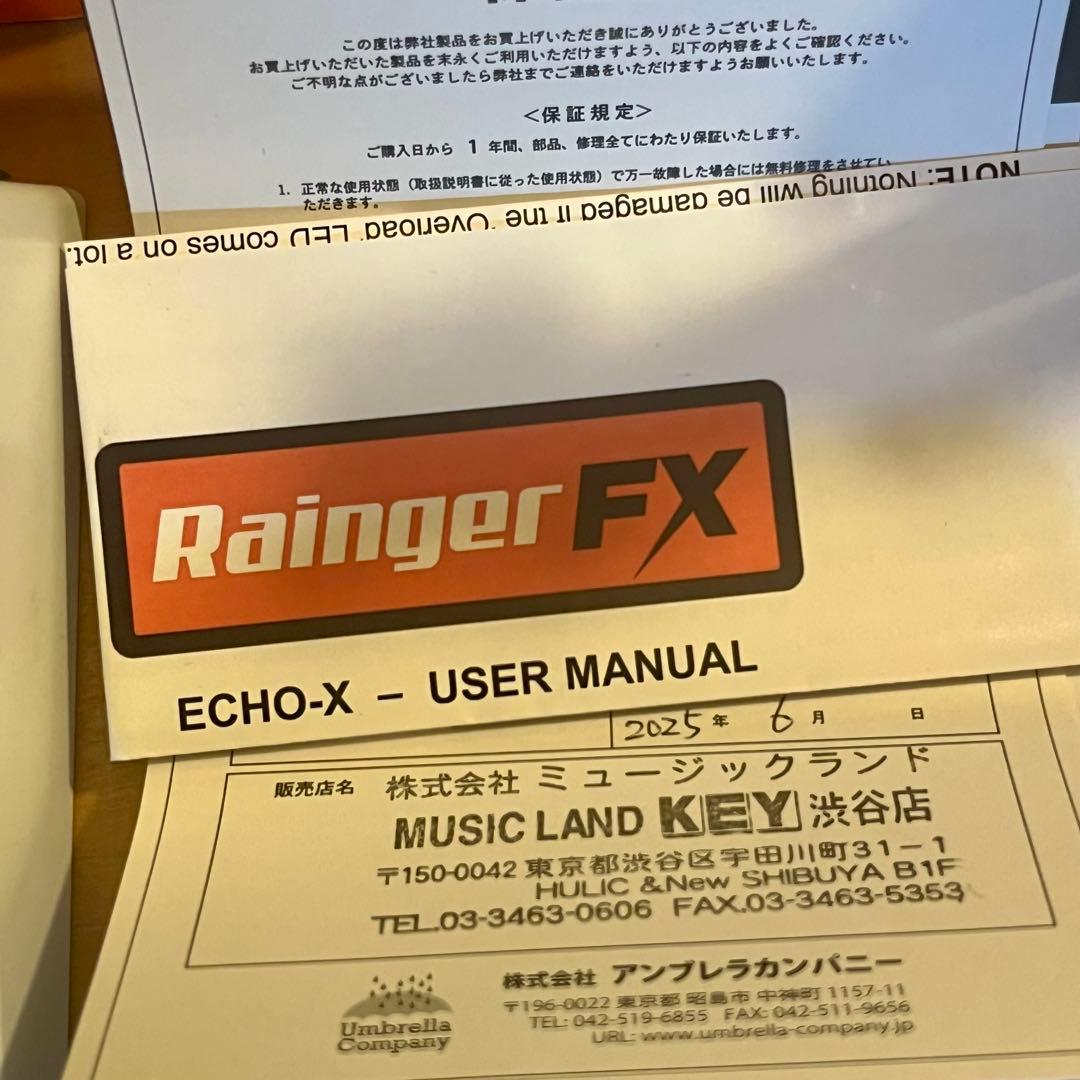 この度は弊社製品をお買上げいただき誠にありがとうございました。
お買上げいただいた製品を末永くご利用いただけますよう、以下の内容をよくご確認ください。
ご不明な点がございましたら弊社までご連絡をいただけますようお願いいたします。
＜保証規定＞
ご購入日から 1 年間、部品、修理全てにわたり保証いたします。
1. 正常な使用状態（取扱説明書に従った使用状態）で万一故障した場合には無料修理をさせてい
ただきます。
NOTE: Nothing will be damaged if the 'Overload' LED comes on a lot.
Rainger FX
ECHO-X – USER MANUAL
2025年 6月 日
販売店名 株式会社 ミュージックランド
MUSIC LAND KEY 渋谷店
〒150-0042 東京都渋谷区宇田川町31－1
HULIC &New SHIBUYA B1F
TEL.03-3463-0606 FAX.03-3463-5353
Umbrella
Company
株式会社 アンブレラカンパニー
〒196-0022 東京都 昭島市 中神町 1157-11
TEL: 042-519-6855 FAX: 042-511-9656
URL: www.umbrella-company.jp